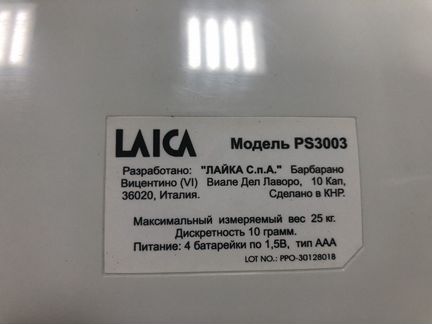 LAICA Модель PS3003
Разработано: "ЛАЙКА С.п.А." Барбарано
Вицентино (VI) Виале Дел Лаворо, 10 Кап,
36020, Италия. Сделано в КНР.
Максимальный измеряемый вес 25 кг.
Дискретность 10 грамм.
Питание: 4 батарейки по 1,5В, тип ААА
LOT NO.: PPO-30128018